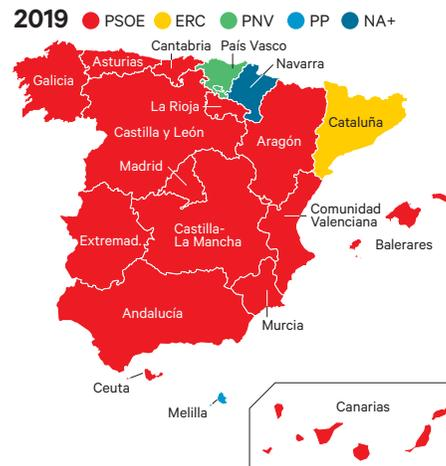 2019 PSOE ERC PNV PP NA+
Cantabria País Vasco
Asturias Navarra
Galicia
La Rioja
Castilla y León Cataluña
Aragón
Madrid
Comunidad
Valenciana
Extremad. Castilla-
La Mancha
Balerares
Andalucía
Murcia
Ceuta
Melilla
Canarias